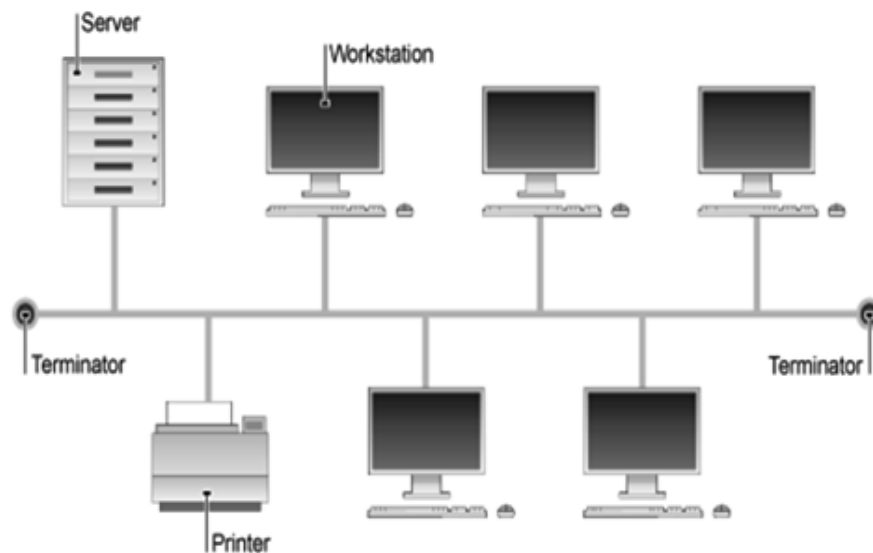 Server
Workstation
Terminator
Terminator
Printer